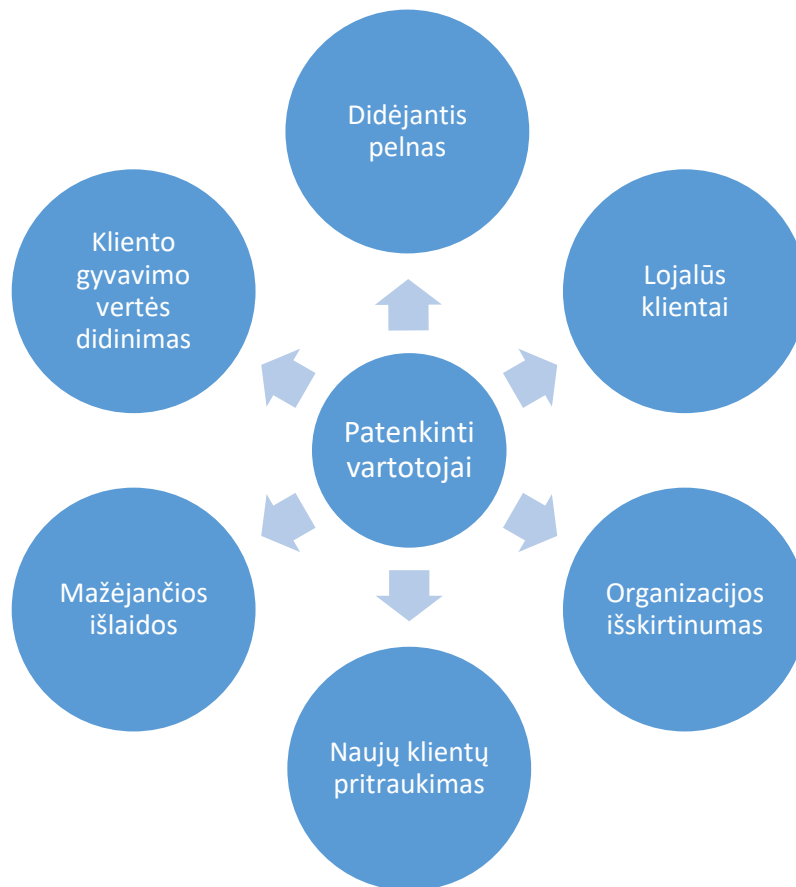 Didėjantis
pelnas
Kliento
gyvavimo
vertės
didinimas
Lojalūs
klientai
Patenkinti
vartotojai
Mažėjančios
išlaidos
Organizacijos
išskirtinumas
Naujų klientų
pritraukimas